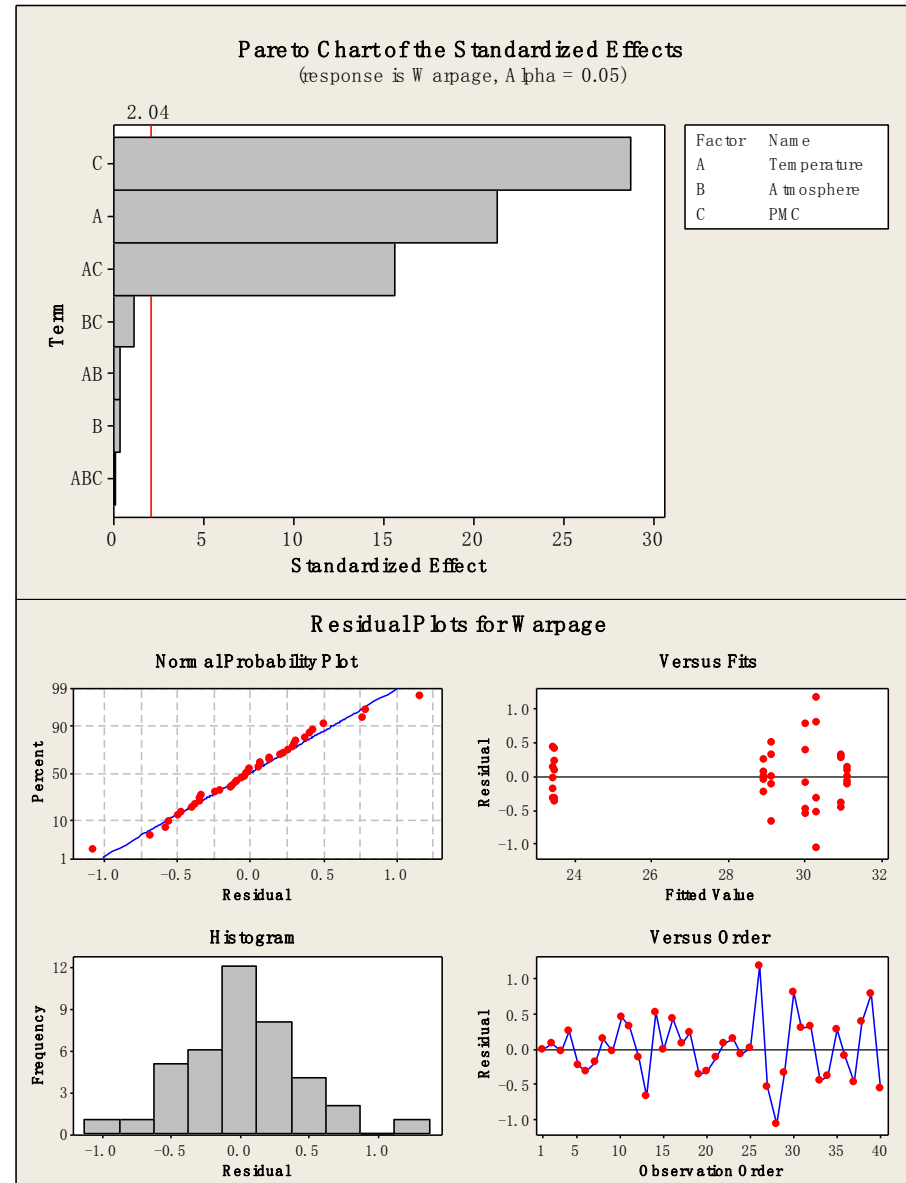 Pareto Chart of the Standardized Effects
(response is Warpage, Alpha = 0.05)
2.04
Factor Name
A Temperature
B Atmosphere
C PMC
Term
C
A
AC
BC
AB
B
ABC
0 5 10 15 20 25 30
Standardized Effect
Residual Plots for Warpage
Normal Probability Plot
Percent
99
90
50
10
1
-1.0 -0.5 0.0 0.5 1.0
Residual
Versus Fits
Residual
1.0
0.5
0.0
-0.5
-1.0
24 26 28 30 32
Fitted Value
Histogram
Frequency
12
9
6
3
0
-1.0 -0.5 0.0 0.5 1.0
Residual
Versus Order
Residual
1.0
0.5
0.0
-0.5
-1.0
1 5 10 15 20 25 30 35 40
Observation Order